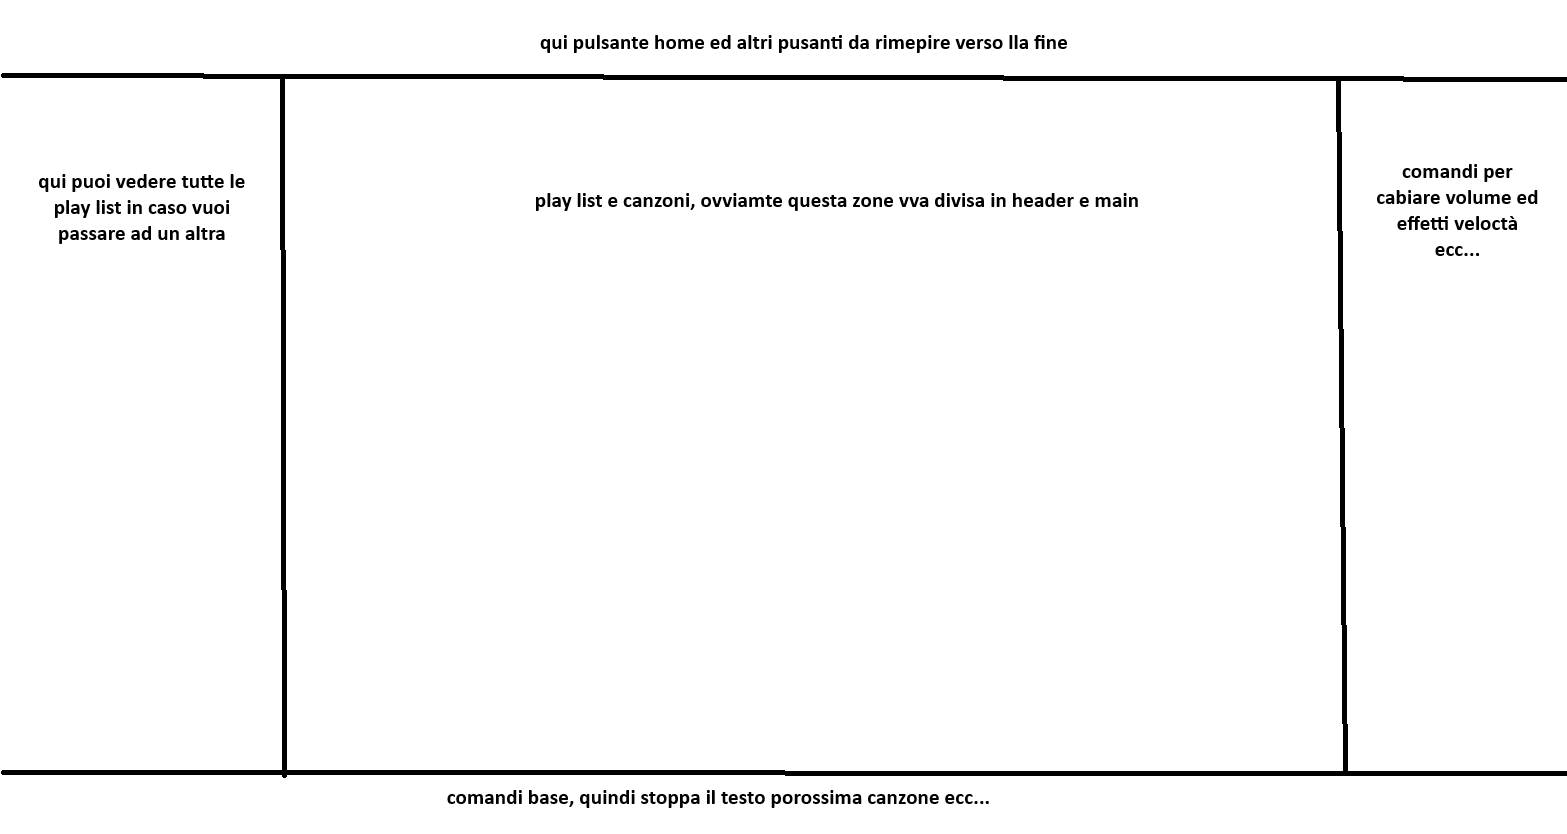 qui pulsante home ed altri pusanti da rimepire verso lla fine
qui puoi vedere tutte le
play list in caso vuoi
passare ad un altra
play list e canzoni, ovviamte questa zone vva divisa in header e main
comandi per
cabiare volume ed
effetti veloctà
ecc...
comandi base, quindi stoppa il testo porossima canzone ecc...